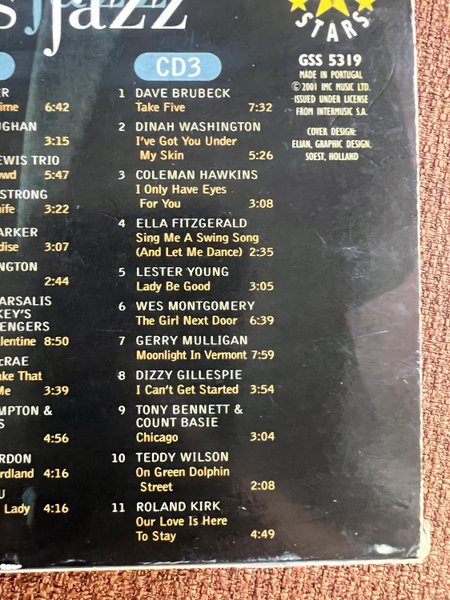 Jazz
STARS
GSS 5319
MADE IN PORTUGAL
© 2001 IMC MUSIC LTD.
ISSUED UNDER LICENSE
FROM INTERMUSIC S.A.
COVER DESIGN:
ELIAN, GRAPHIC DESIGN,
SOEST, HOLLAND
6:42
3:15
EWIS TRIO
5:47
STRONG
3:22
ARKER
3:07
NGTON
2:44
ARSALIS
KEY'S
ENGERS
8:50
3:39
MPTON &
4:56
ORDON
4:16
Lady 4:16
CD3
1 DAVE BRUBECK
Take Five 7:32
2 DINAH WASHINGTON
I've Got You Under
My Skin 5:26
3 COLEMAN HAWKINS
I Only Have Eyes
For You 3:08
4 ELLA FITZGERALD
Sing Me A Swing Song
(And Let Me Dance) 2:35
5 LESTER YOUNG
Lady Be Good 3:05
6 WES MONTGOMERY
The Girl Next Door 6:39
7 GERRY MULLIGAN
Moonlight In Vermont 7:59
8 DIZZY GILLESPIE
I Can't Get Started 3:54
9 TONY BENNETT &
COUNT BASIE
Chicago 3:04
10 TEDDY WILSON
On Green Dolphin
Street 2:08
11 ROLAND KIRK
Our Love Is Here
To Stay 4:49